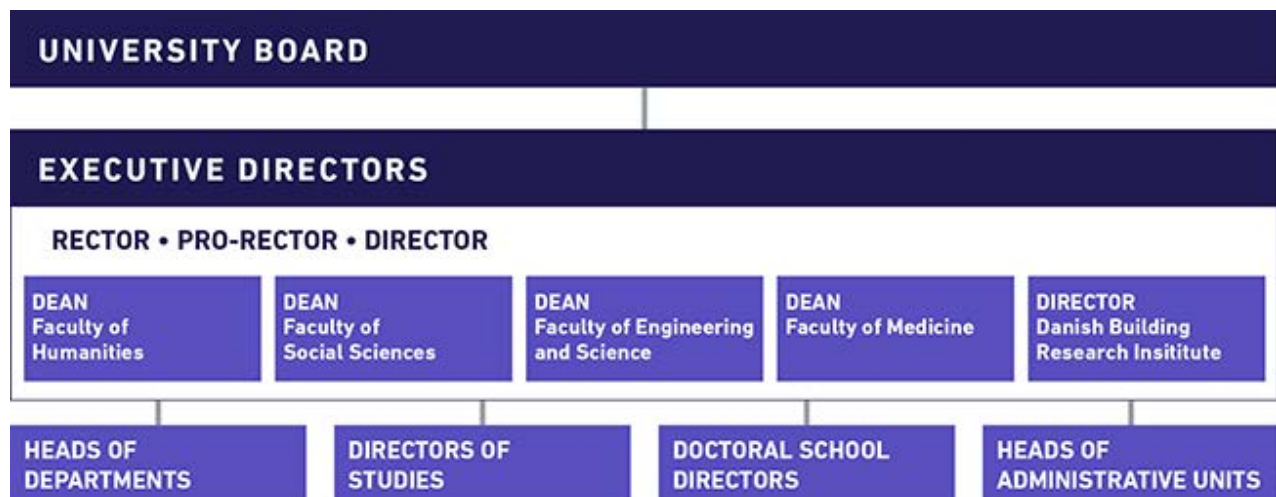 UNIVERSITY BOARD
EXECUTIVE DIRECTORS
RECTOR • PRO-RECTOR • DIRECTOR
DEAN
Faculty of
Humanities
DEAN
Faculty of
Social Sciences
DEAN
Faculty of Engineering
and Science
DEAN
Faculty of Medicine
DIRECTOR
Danish Building
Research Insititute
HEADS OF
DEPARTMENTS
DIRECTORS OF
STUDIES
DOCTORAL SCHOOL
DIRECTORS
HEADS OF
ADMINISTRATIVE UNITS